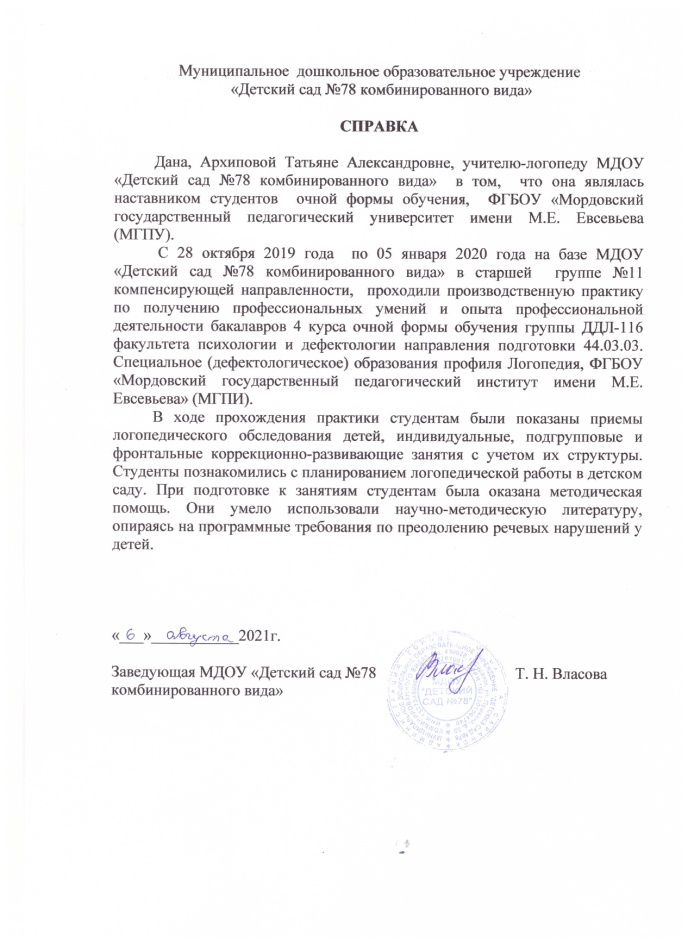 Муниципальное дошкольное образовательное учреждение
«Детский сад №78 комбинированного вида»
СПРАВКА
Дана, Архиповой Татьяне Александровне, учителю-логопеду МДОУ
«Детский сад №78 комбинированного вида» в том, что она являлась
наставником студентов очной формы обучения, ФГБОУ «Мордовский
государственный педагогический университет имени М.Е. Евсевьева
(МГПУ).
С 28 октября 2019 года по 05 января 2020 года на базе МДОУ
«Детский сад №78 комбинированного вида» в старшей группе №11
компенсирующей направленности, проходили производственную практику
по получению профессиональных умений и опыта профессиональной
деятельности бакалавров 4 курса очной формы обучения группы ДДЛ-116
факультета психологии и дефектологии направления подготовки 44.03.03.
Специальное (дефектологическое) образования профиля Логопедия, ФГБОУ
«Мордовский государственный педагогический институт имени М.Е.
Евсевьева» (МГПИ).
В ходе прохождения практики студентам были показаны приемы
логопедического обследования детей, индивидуальные, подгрупповые и
фронтальные коррекционно-развивающие занятия с учетом их структуры.
Студенты познакомились с планированием логопедической работы в детском
саду. При подготовке к занятиям студентам была оказана методическая
помощь. Они умело использовали научно-методическую литературу,
опираясь на программные требования по преодолению речевых нарушений у
детей.
«_6_»_августа_2021г.
Заведующая МДОУ «Детский сад №78 Т. Н. Власова
комбинированного вида»
"ДЕТСКИЙ
САД №78"